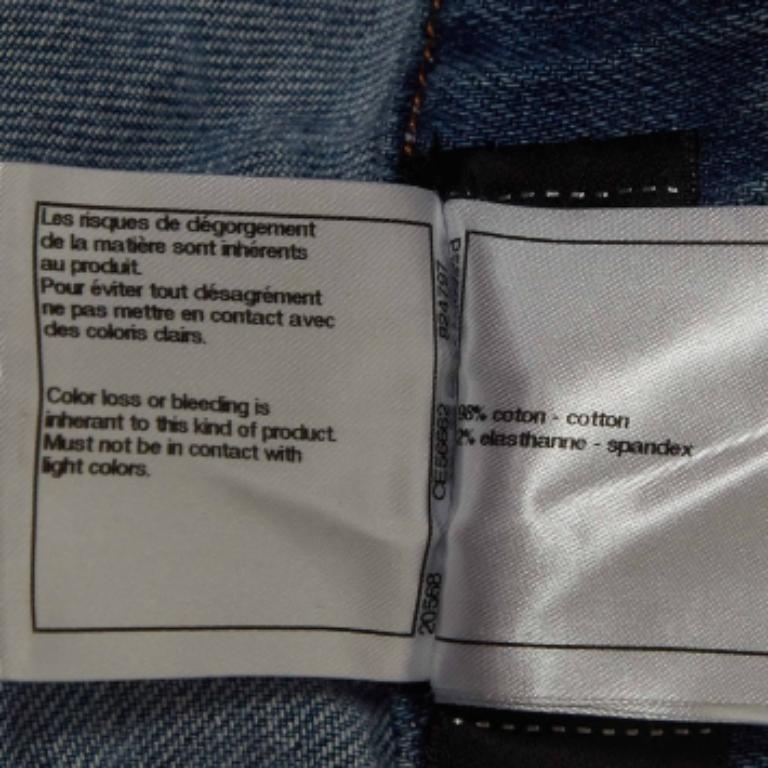 Les risques de dégorgement
de la matière sont inhérents
au produit.
Pour éviter tout désagrément
ne pas mettre en contact avec
des coloris clairs.
Color loss or bleeding is
inherant to this kind of product.
Must not be in contact with
light colors.
20568
98% coton - cotton
2% elasthanne - spandex